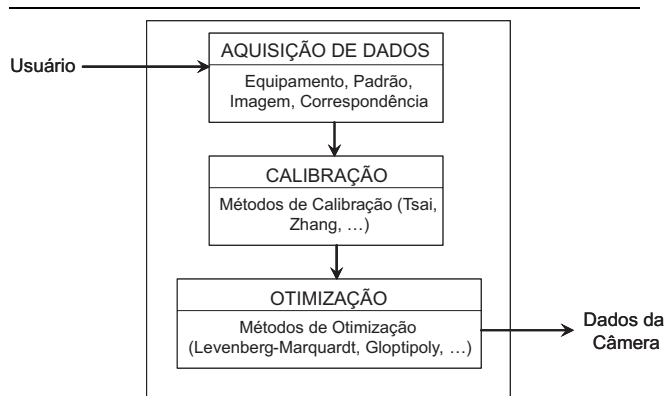 AQUISIÇÃO DE DADOS
Usuário
Equipamento, Padrão,
Imagem, Correspondência
CALIBRAÇÃO
Métodos de Calibração (Tsai,
Zhang, …)
OTIMIZAÇÃO
Métodos de Otimização
(Levenberg-Marquardt, Gloptipoly, …)
Dados da
Câmera